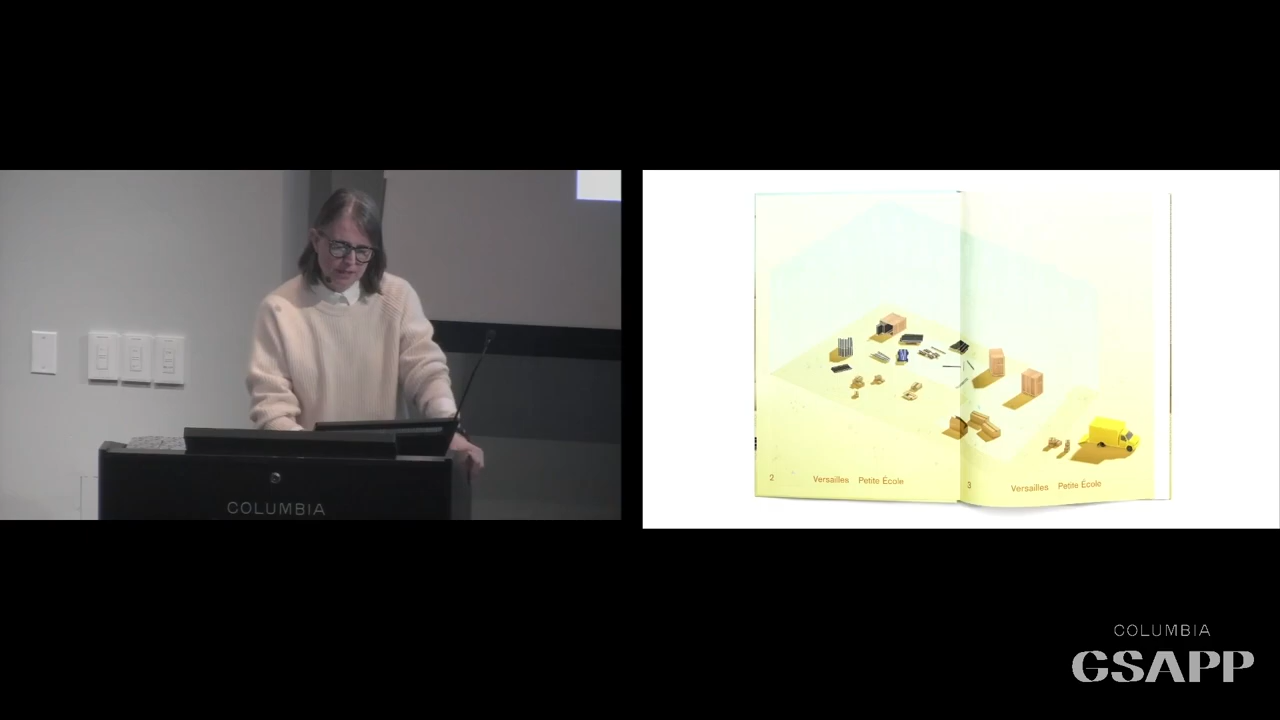 COLUMBIA
2 Versailles Petite École
3 Versailles Petite École
COLUMBIA
GSAPP